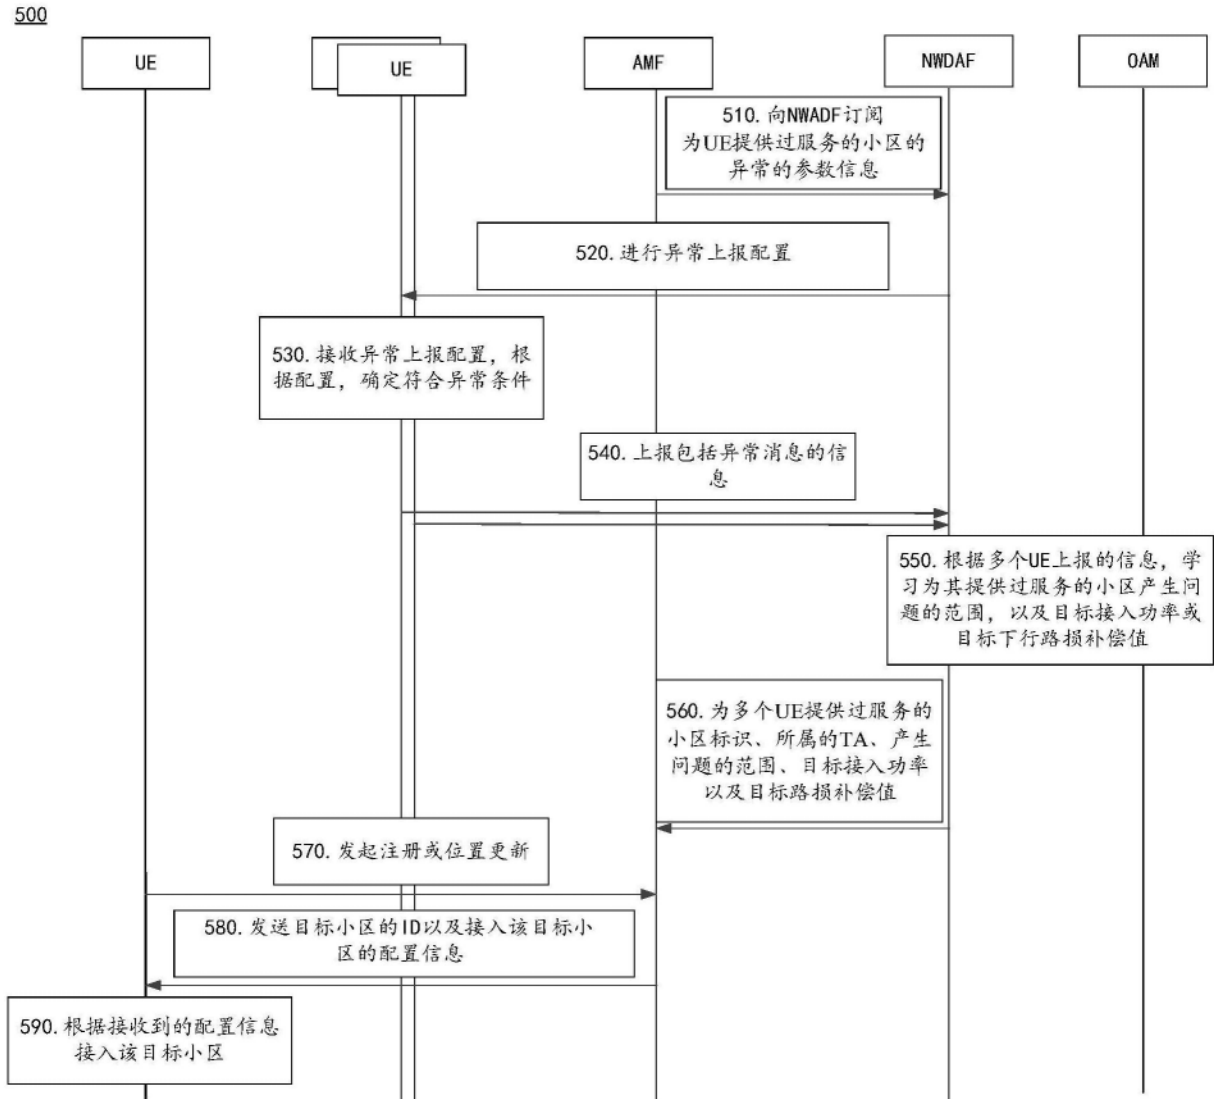 500
UE
UE
AMF
NWDAF
OAM
510.向NWADF订阅
为UE提供过服务的小区的
异常的参数信息
520.进行异常上报配置
530.接收异常上报配置，根
据配置，确定符合异常条件
540.上报包括异常消息的信
息
550.根据多个UE上报的信息，学
习为其提供过服务的小区产生问
题的范围，以及目标接入功率或
目标下行路损补偿值
560.为多个UE提供过服务的
小区标识、所属的TA、产生
问题的范围、目标接入功率
以及目标路损补偿值
570.发起注册或位置更新
580.发送目标小区的ID以及接入该目标小
区的配置信息
590.根据接收到的配置信息
接入该目标小区